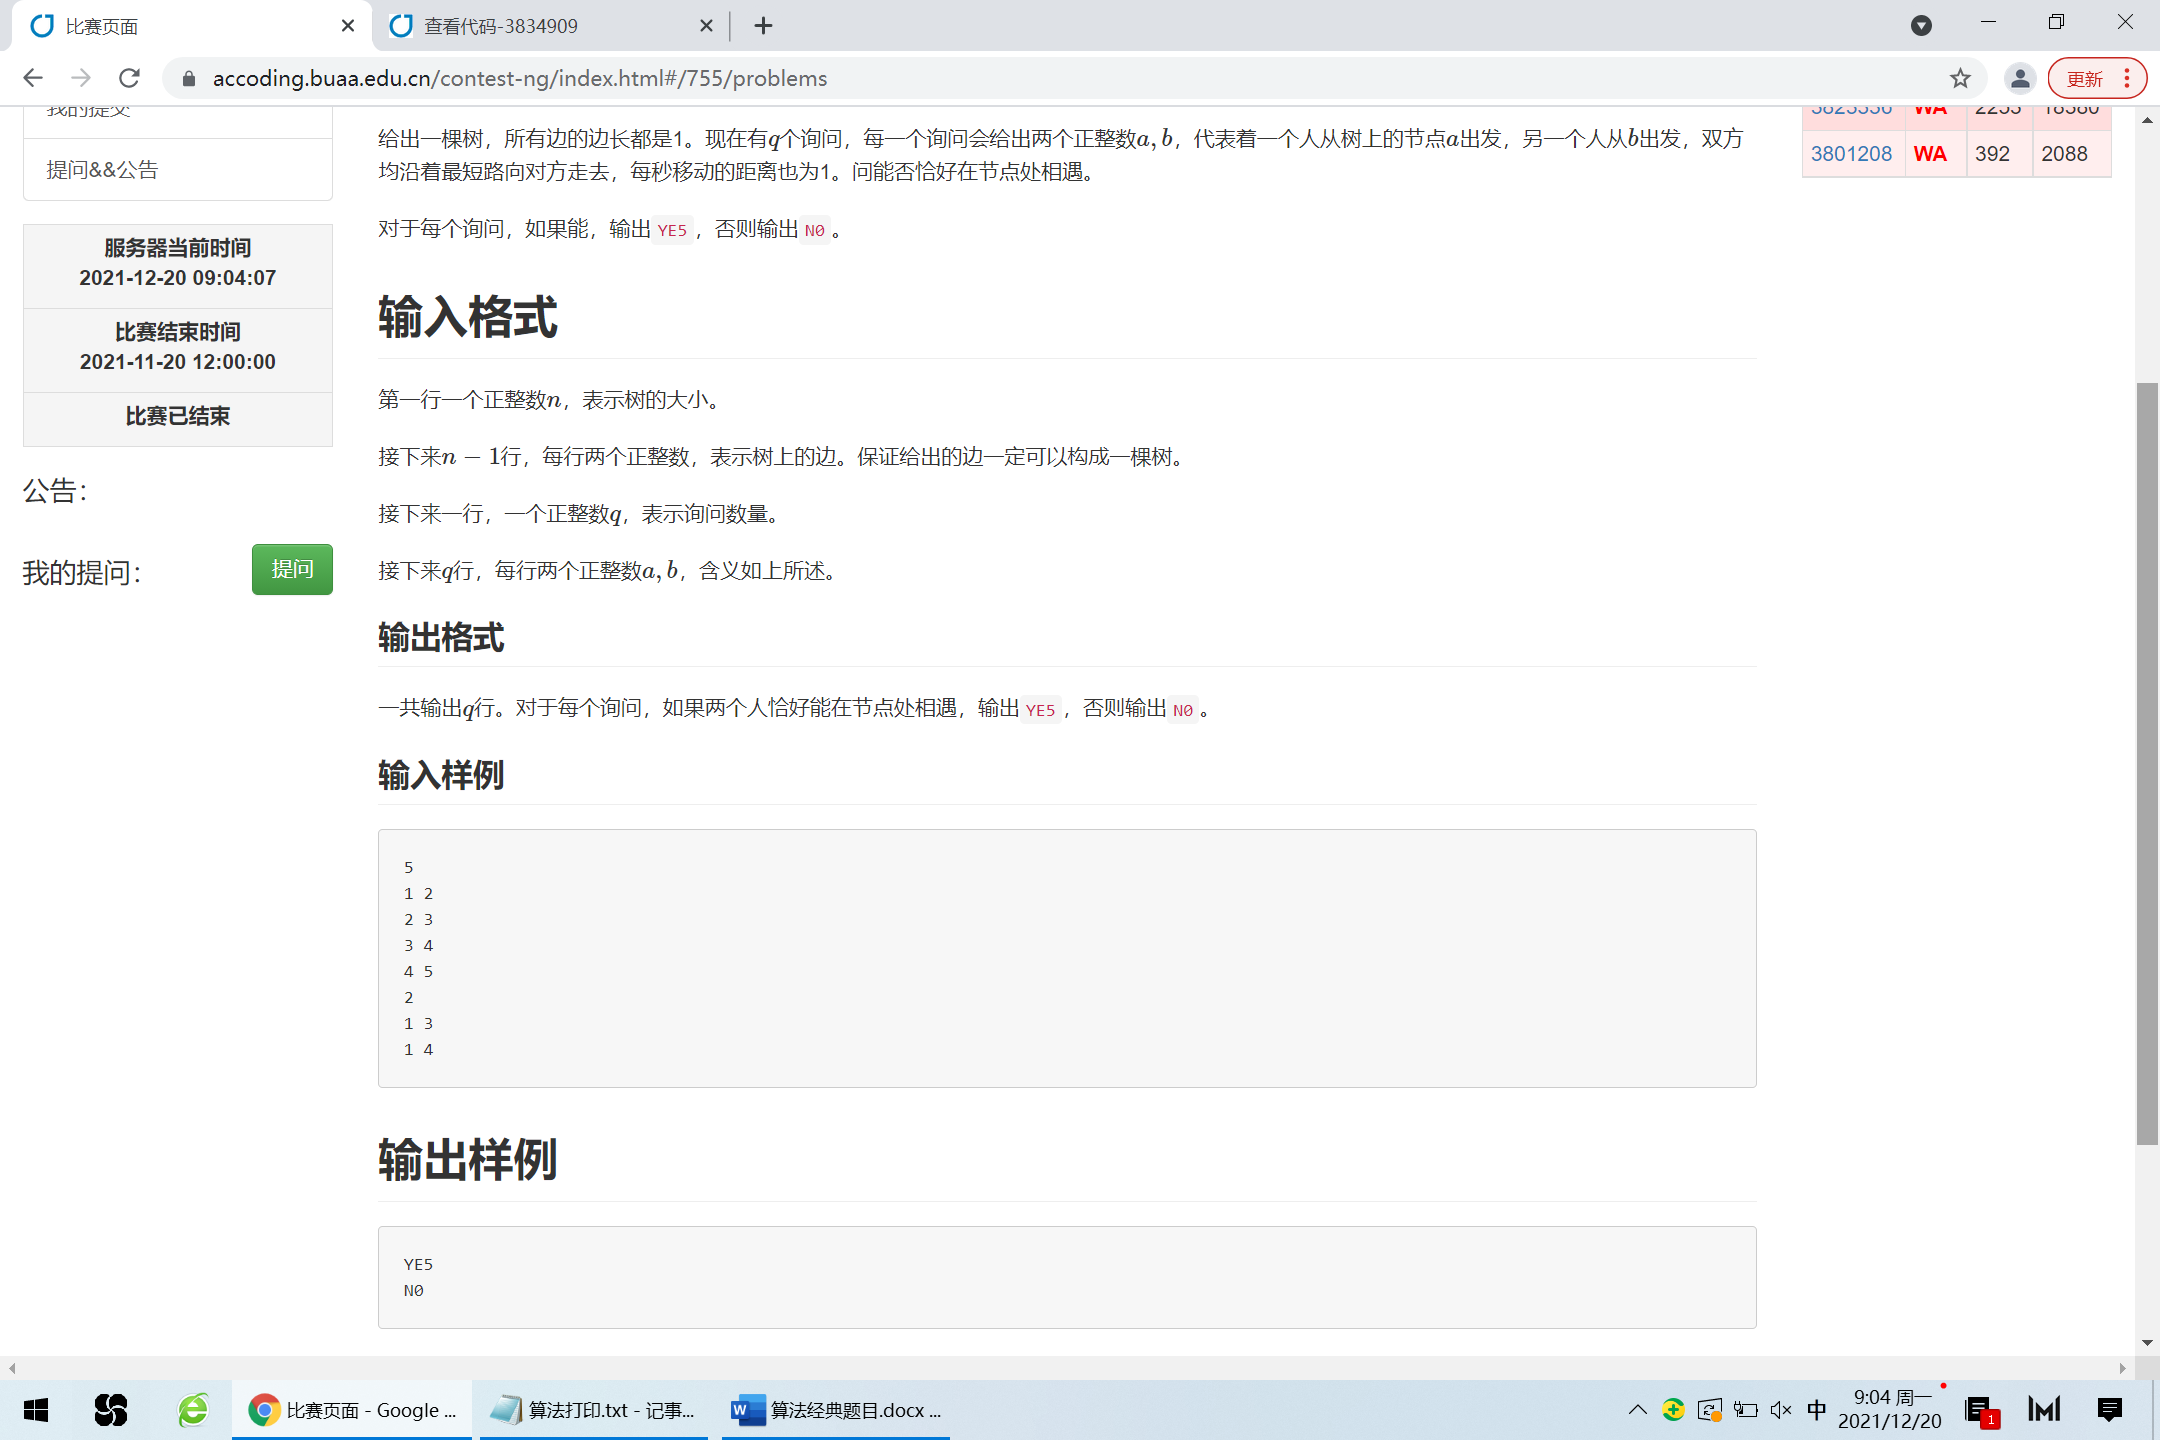 比赛页面
查看代码-3834909
accoding.buaa.edu.cn/contest-ng/index.html#/755/problems
更新
我的提交
提问&&公告
服务器当前时间
2021-12-20 09:04:07
比赛结束时间
2021-11-20 12:00:00
比赛已结束
公告：
我的提问：
提问
给出一棵树，所有边的边长都是1。现在有q个询问，每一个询问会给出两个正整数a, b，代表着一个人从树上的节点a出发，另一个人从b出发，双方
均沿着最短路向对方走去，每秒移动的距离也为1。问能否恰好在节点处相遇。
对于每个询问，如果能，输出 YE5 ，否则输出 N0 。
输入格式
第一行一个正整数n，表示树的大小。
接下来n − 1行，每行两个正整数，表示树上的边。保证给出的边一定可以构成一棵树。
接下来一行，一个正整数q，表示询问数量。
接下来q行，每行两个正整数a, b，含义如上所述。
输出格式
一共输出q行。对于每个询问，如果两个人恰好能在节点处相遇，输出 YE5 ，否则输出 N0 。
输入样例
5
1 2
2 3
3 4
4 5
2
1 3
1 4
输出样例
YE5
N0
WA
3801208 WA 392 2088
比赛页面 - Google ...
算法打印.txt - 记事...
算法经典题目.docx ...
中
9:04 周一
2021/12/20
1